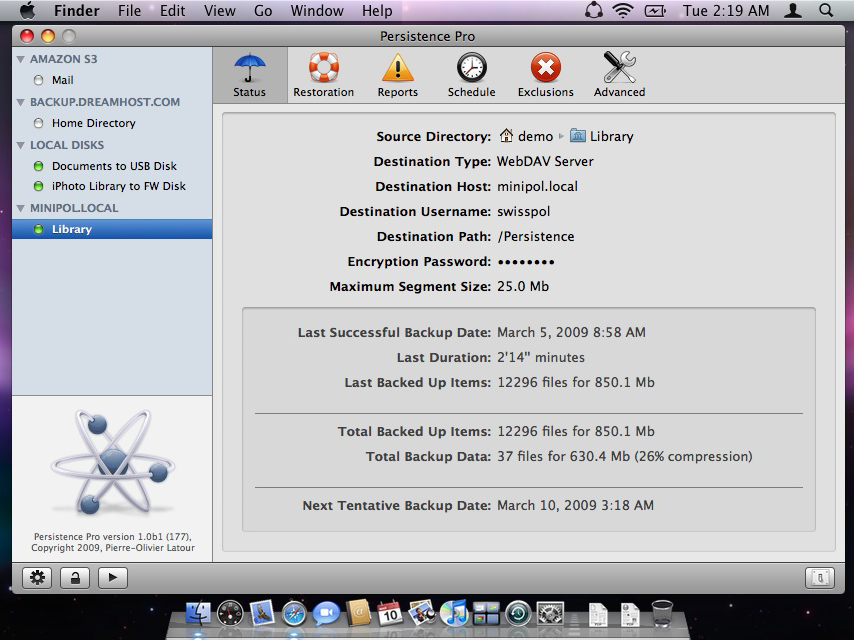 Finder File Edit View Go Window Help Tue 2:19 AM
Persistence Pro
AMAZON S3
Mail
BACKUP.DREAMHOST.COM
Home Directory
LOCAL DISKS
Documents to USB Disk
iPhoto Library to FW Disk
MINIPOL.LOCAL
Library
Persistence Pro version 1.0b1 (177),
Copyright 2009, Pierre-Olivier Latour
Status Restoration Reports Schedule Exclusions Advanced
Source Directory: demo Library
Destination Type: WebDAV Server
Destination Host: minipol.local
Destination Username: swisspol
Destination Path: /Persistence
Encryption Password: ••••••••
Maximum Segment Size: 25.0 Mb
Last Successful Backup Date: March 5, 2009 8:58 AM
Last Duration: 2'14" minutes
Last Backed Up Items: 12296 files for 850.1 Mb
Total Backed Up Items: 12296 files for 850.1 Mb
Total Backup Data: 37 files for 630.4 Mb (26% compression)
Next Tentative Backup Date: March 10, 2009 3:18 AM
10